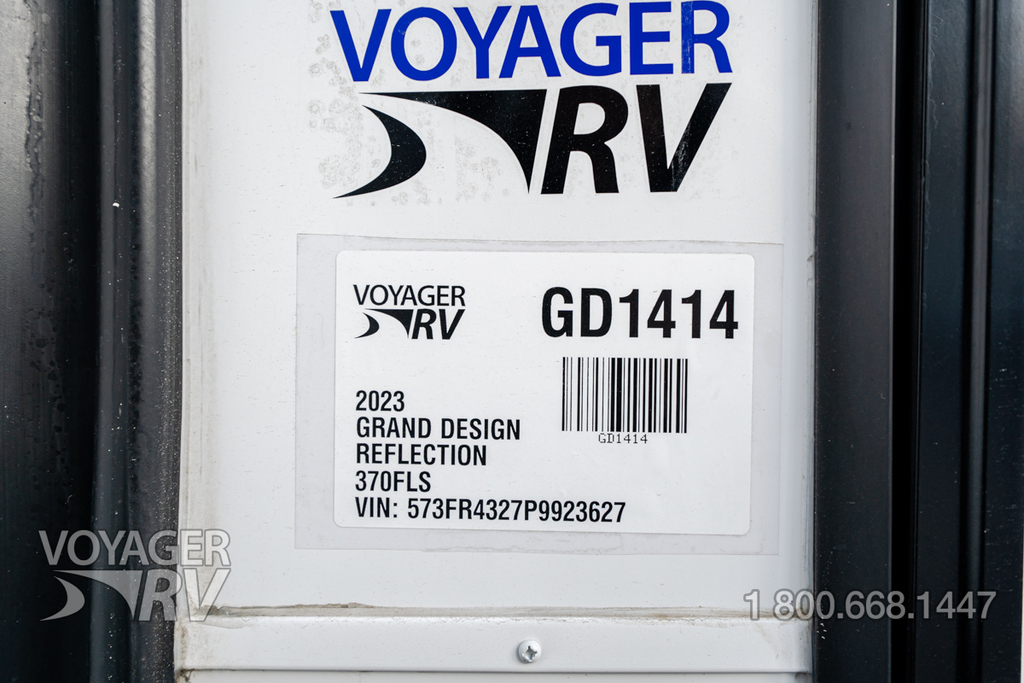 VOYAGER
RV
VOYAGER
RV
GD1414
GD1414
2023
GRAND DESIGN
REFLECTION
370FLS
VIN: 573FR4327P9923627
VOYAGER
RV
1 800.668.1447